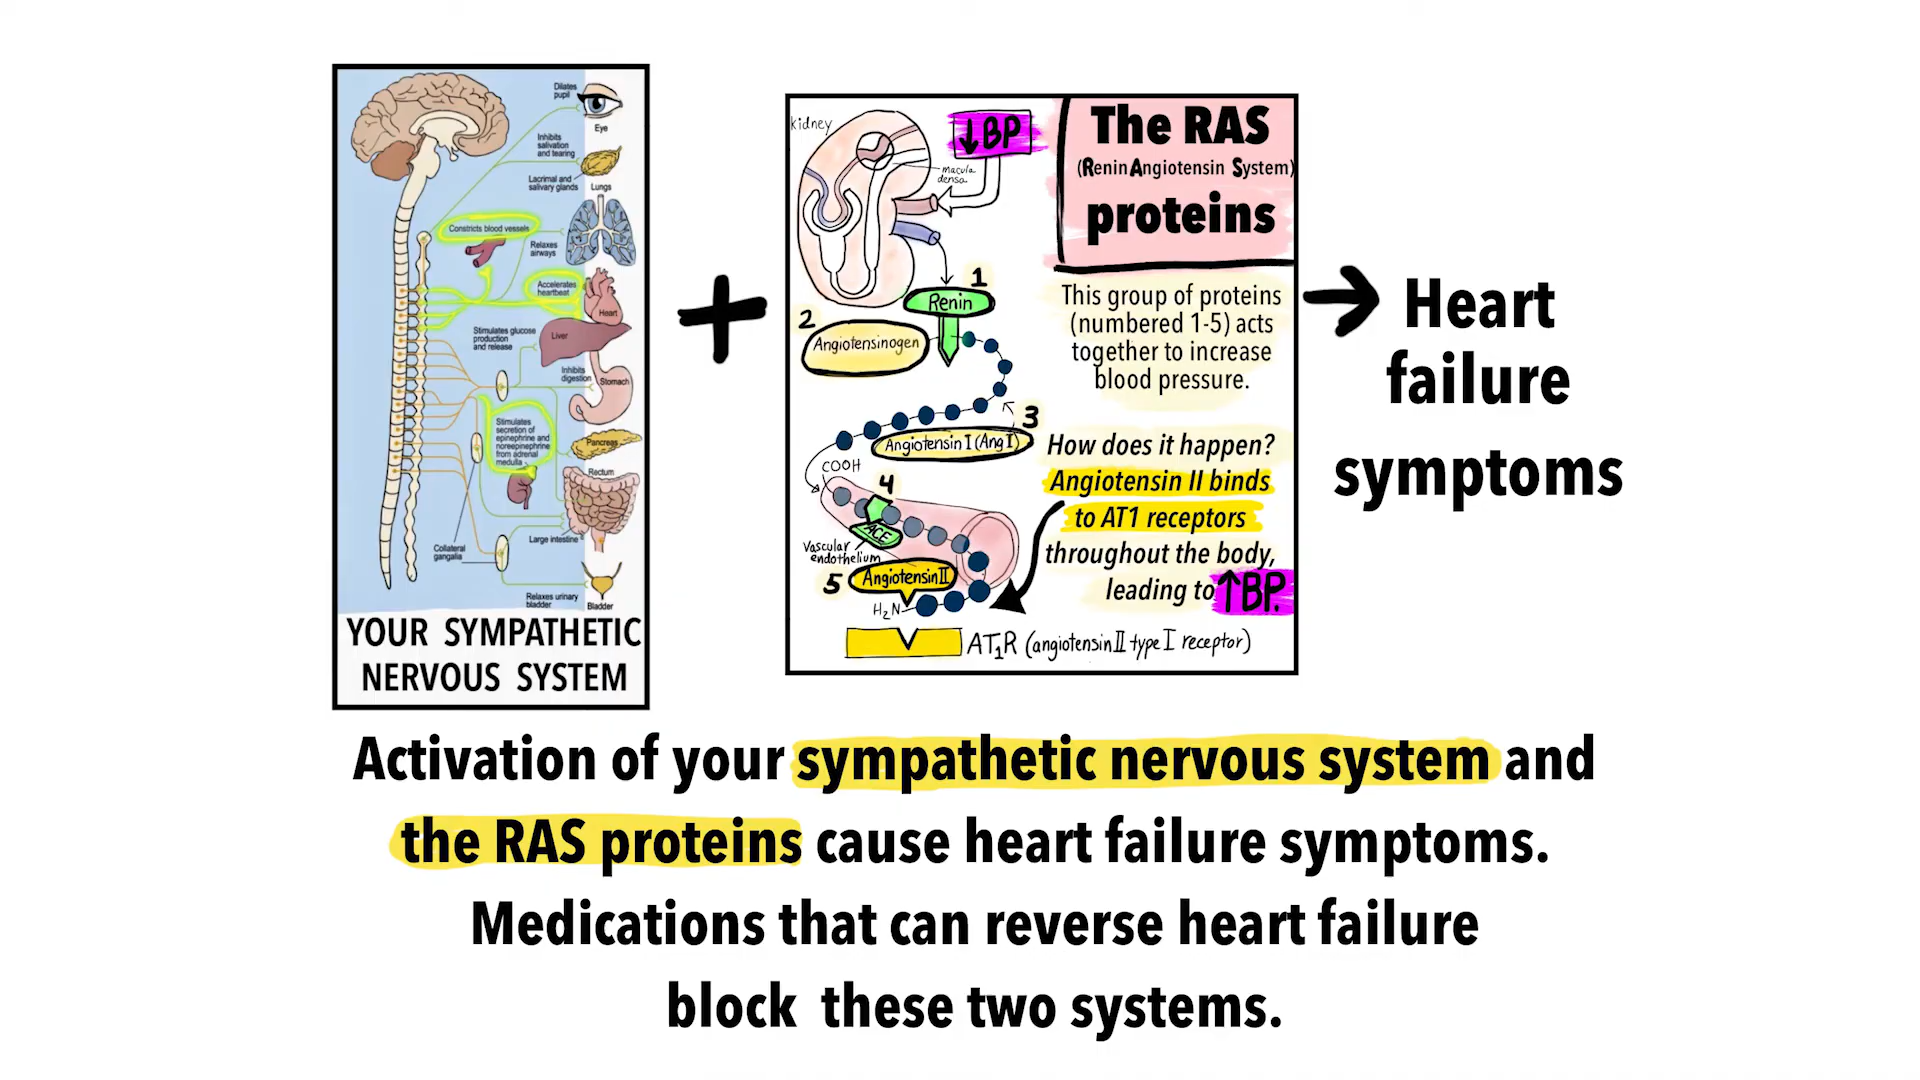 Dilates
pupil
Eye
Inhibits
salivation
and tearing
Lacrimal and
salivary glands
Lungs
Constricts blood vessels
Relaxes
airways
Accelerates
heartbeat
Heart
Stimulates glucose
production
and release
Liver
Inhibits
digestion
Stomach
Stimulates
secretion of
epinephrine and
norepinephrine
from adrenal
medulla
Pancreas
Rectum
Large intestine
Collateral
ganglia
Relaxes urinary
bladder
Bladder
YOUR SYMPATHETIC
NERVOUS SYSTEM
+
kidney
↓BP
macula
densa
1
Renin
2
Angiotensinogen
3
Angiotensin I (Ang I)
COOH
4
ACE
Vascular
endothelium
5
Angiotensin II
H₂N
AT₁R (angiotensin II type I receptor)
The RAS
(Renin Angiotensin System)
proteins
This group of proteins
(numbered 1-5) acts
together to increase
blood pressure.
How does it happen?
Angiotensin II binds
to AT1 receptors
throughout the body,
leading to ↑BP.
Heart
failure
symptoms
Activation of your sympathetic nervous system and
the RAS proteins cause heart failure symptoms.
Medications that can reverse heart failure
block these two systems.